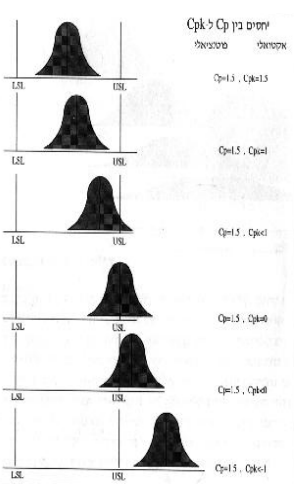 יחסים בין Cp ל-Cpk
פוטנציאלי אקטואלי
LSL USL
Cp=1.5 , Cpk=1.5
LSL USL
Cp=1.5 , Cpk=1
LSL USL
Cp=1.5 , Cpk<1
LSL USL
Cp=1.5 , Cpk=0
LSL USL
Cp=1.5 , Cpk<0
LSL USL
Cp=1.5 , Cpk<-1